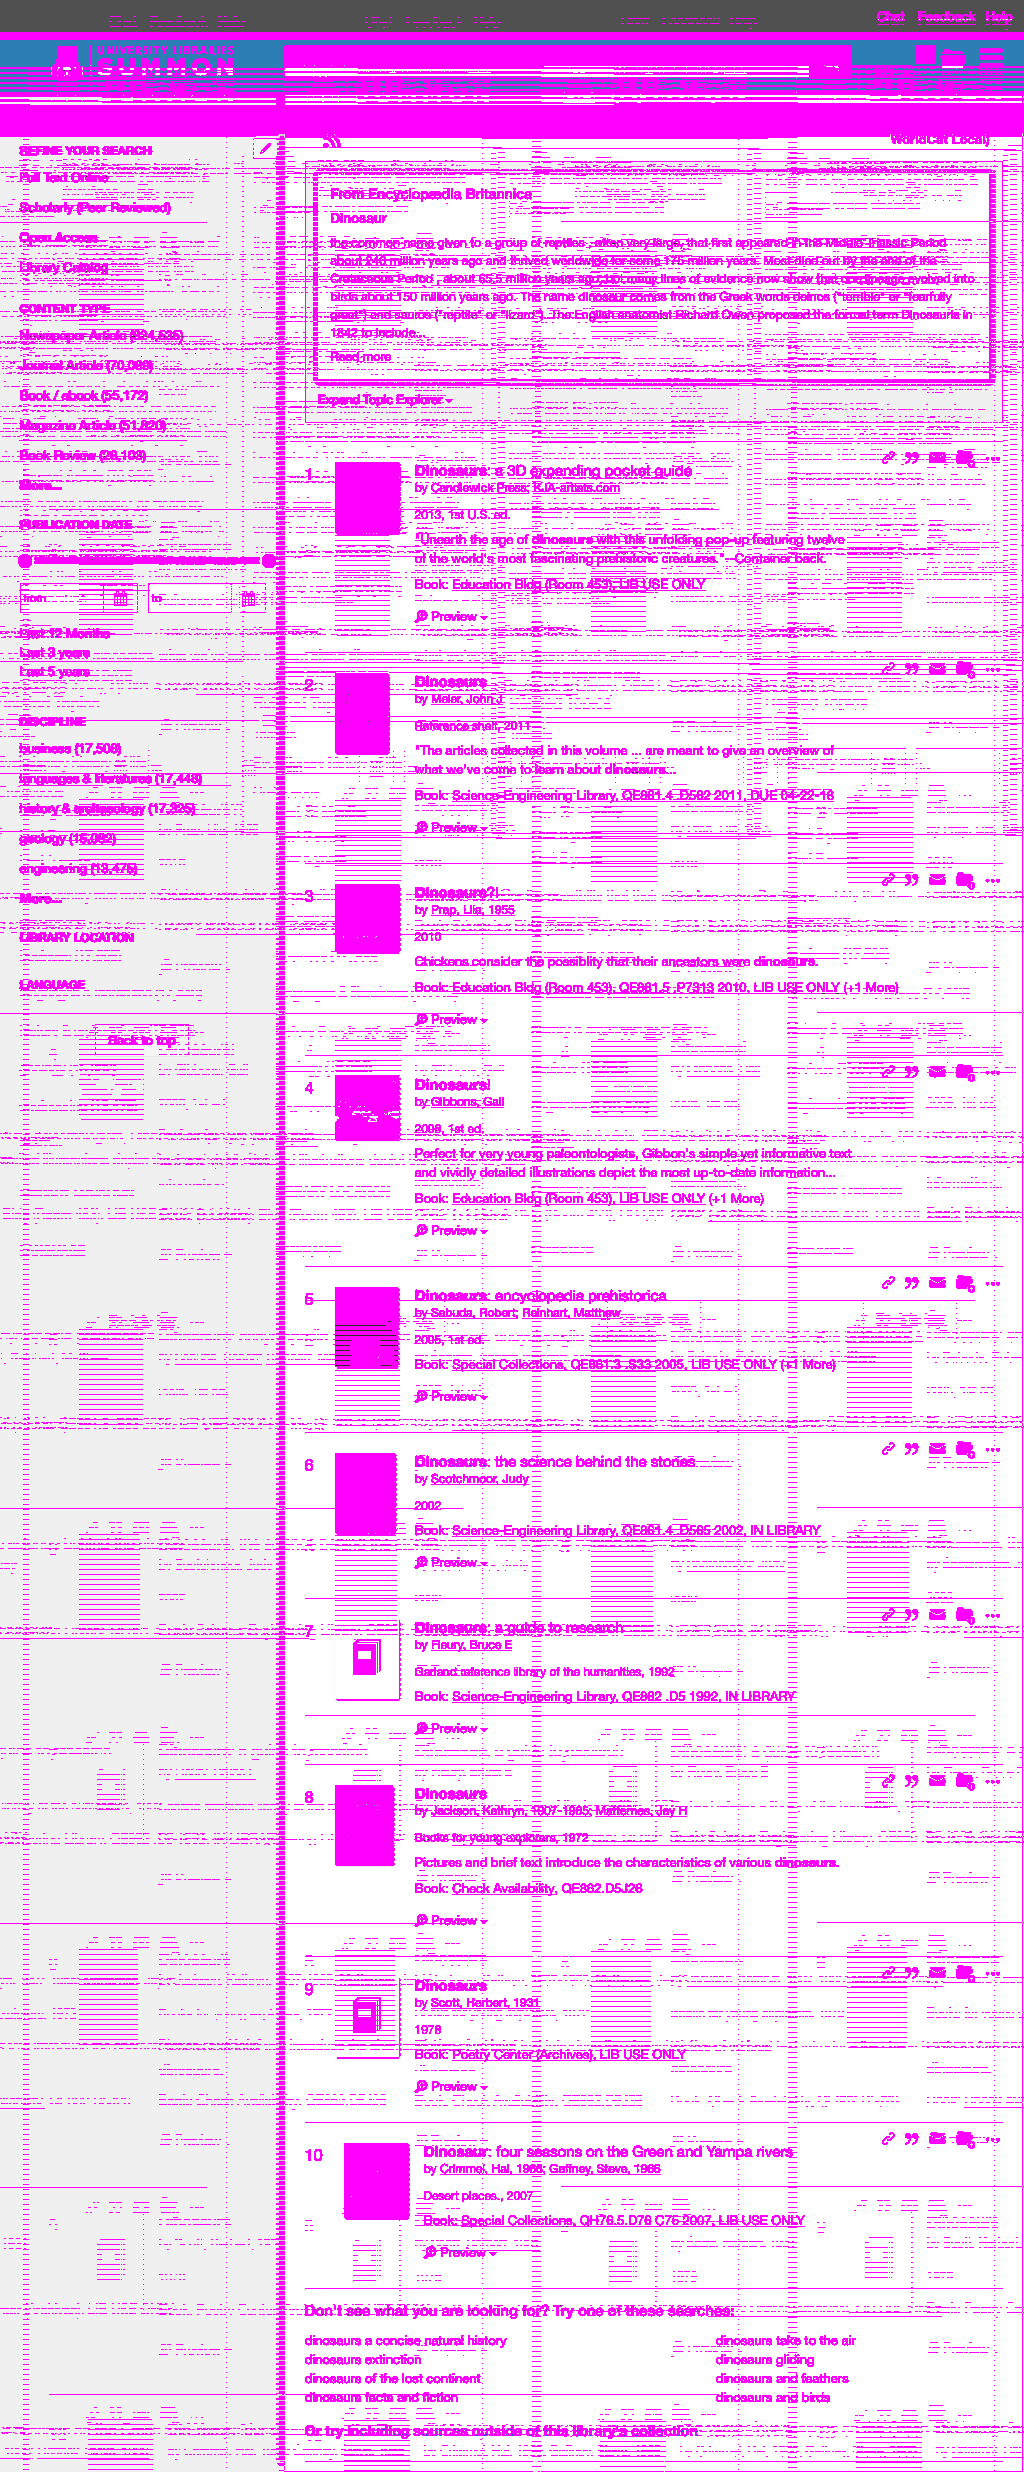 Chat Feedback Help
UNIVERSITY LIBRARIES
SUMMON
WorldCat Local)
REFINE YOUR SEARCH
Full Text Online
Scholarly (Peer Reviewed)
Open Access
Library Catalog
CONTENT TYPE
Newspaper Article
Journal Article
Book / ebook (55,172)
Magazine Article
Book Review
More...
PUBLICATION DATE
from
to
Last 12 Months
Last 3 years
Last 5 years
DISCIPLINE
business
languages & literatures (17,448)
history & archaeology
geology
engineering
More...
LIBRARY LOCATION
LANGUAGE
Back to top
From Encyclopædia Britannica
Dinosaur
the common name given to a group of reptiles, often very large, that first appeared in the Middle Triassic Period
about million years ago and thrived worldwide for some 175 million years. Most died out by the end of the
Cretaceous Period, about 65.5 million years ago, but many lines of evidence now show that one lineage evolved into
birds about 150 million years ago. The name dinosaur comes from the Greek words deinos ("terrible" or "fearfully
great") and sauros ("reptile" or "lizard"). The English anatomist Richard Owen proposed the formal term Dinosauria in
1842 to include...
Read more
Expand Topic Explorer
1
Dinosaurs: a 3D expanding pocket guide
by Candlewick Press; KJA-artists.com
2013, 1st U.S. ed.
"Unearth the age of dinosaurs with this unfolding pop-up featuring twelve
of the world's most fascinating prehistoric creatures."--Container back.
Book: Education Bldg (Room 453), LIB USE ONLY
Preview
2
Dinosaurs
by Meier, John J
Reference shelf, 2011
"The articles collected in this volume ... are meant to give an overview of
what we've come to learn about dinosaurs...
Book: Science-Engineering Library, QE861.4 .D582 2011, DUE 04-22-16
Preview
3
Dinosaurs?!
by Prap, Lila, 1955
2010
Chickens consider the possiblity that their ancestors were dinosaurs.
Book: Education Bldg (Room 453), QE861.5 .P7313 2010, LIB USE ONLY (+1 More)
Preview
4
Dinosaurs!
by Gibbons, Gail
2008, 1st ed.
Perfect for very young paleontologists, Gibbon's simple yet informative text
and vividly detailed illustrations depict the most up-to-date information...
Book: Education Bldg (Room 453), LIB USE ONLY (+1 More)
Preview
5
Dinosaurs: encyclopedia prehistorica
by Sabuda, Robert; Reinhart, Matthew
2005, 1st ed.
Book: Special Collections, QE861.3 .S33 2005, LIB USE ONLY (+1 More)
Preview
6
Dinosaurs: the science behind the stories
by Scotchmoor, Judy
2002
Book: Science-Engineering Library, QE861.4 .D565 2002, IN LIBRARY
Preview
7
Dinosaurs: a guide to research
by Fleury, Bruce E
Garland reference library of the humanities, 1992
Book: Science-Engineering Library, QE862 .D5 1992, IN LIBRARY
Preview
8
Dinosaurs
by Jackson, Kathryn, 1907-1985; Matternes, Jay H
Books for young explorers, 1972
Pictures and brief text introduce the characteristics of various dinosaurs.
Book: Check Availability, QE862.D5J26
Preview
9
Dinosaurs
by Scott, Herbert, 1931
1978
Book: Poetry Center (Archives), LIB USE ONLY
Preview
10
Dinosaur: four seasons on the Green and Yampa rivers
by Crimmel, Hal, 1966; Gaffney, Steve, 1966
Desert places., 2007
Book: Special Collections, QH76.5.D76 C75 2007, LIB USE ONLY
Preview
Don't see what you are looking for? Try one of these searches:
dinosaurs a concise natural history
dinosaurs extinction
dinosaurs of the lost continent
dinosaurs facts and fiction
dinosaurs take to the air
dinosaurs gliding
dinosaurs and feathers
dinosaurs and birds
Or try including sources outside of this library's collection